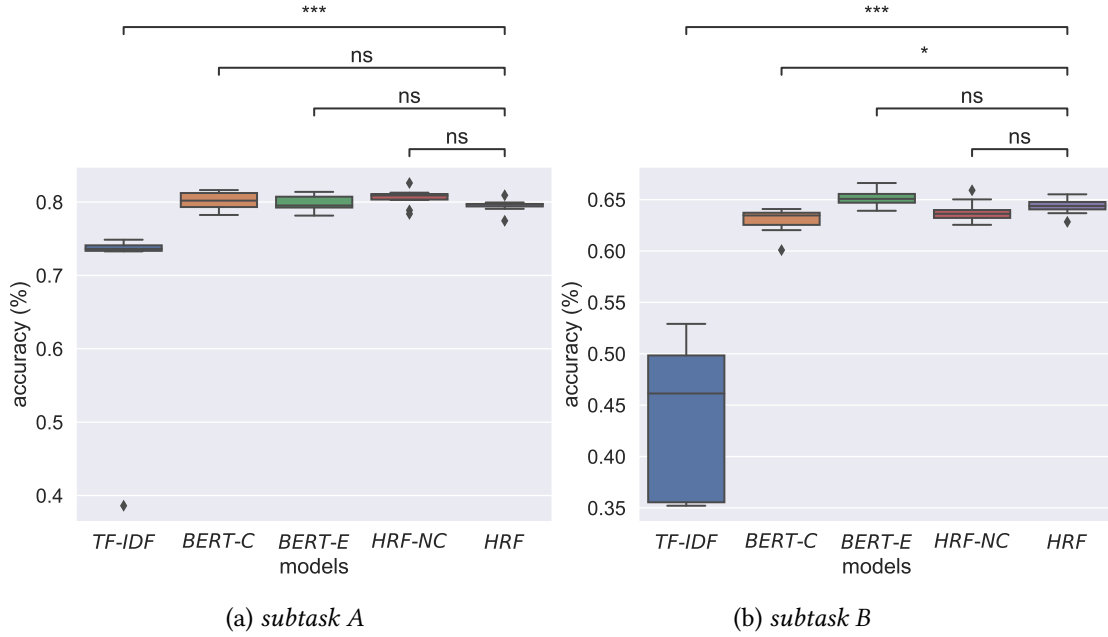 ***
ns
ns
ns
accuracy (%)
0.8
0.7
0.6
0.5
0.4
TF-IDF BERT-C BERT-E HRF-NC HRF
models
(a) subtask A
***
*
ns
ns
accuracy (%)
0.65
0.60
0.55
0.50
0.45
0.40
0.35
TF-IDF BERT-C BERT-E HRF-NC HRF
models
(b) subtask B